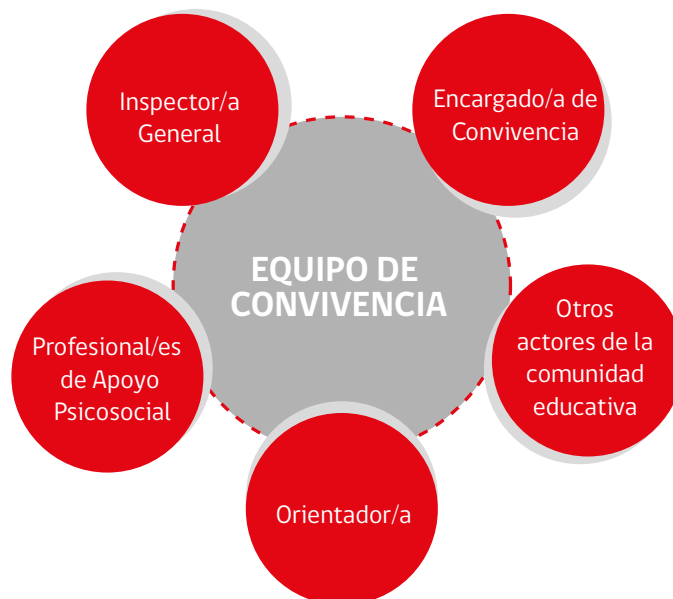 Inspector/a
General
Encargado/a de
Convivencia
EQUIPO DE
CONVIVENCIA
Profesional/es
de Apoyo
Psicosocial
Otros
actores de la
comunidad
educativa
Orientador/a